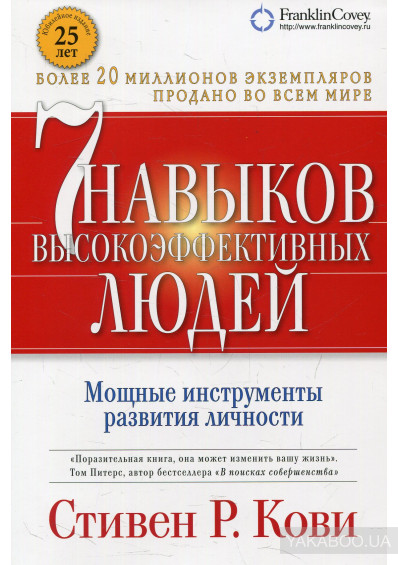 Юбилейное издание
25
лет
FranklinCovey
http://www.franklincovey.ru
БОЛЕЕ 20 МИЛЛИОНОВ ЭКЗЕМПЛЯРОВ
ПРОДАНО ВО ВСЕМ МИРЕ
7 НАВЫКОВ
ВЫСОКОЭФФЕКТИВНЫХ
ЛЮДЕЙ
Мощные инструменты
развития личности
«Поразительная книга, она может изменить вашу жизнь».
Том Питерс, автор бестселлера «В поисках совершенства»
Стивен Р. Кови
YAKABOO.UA